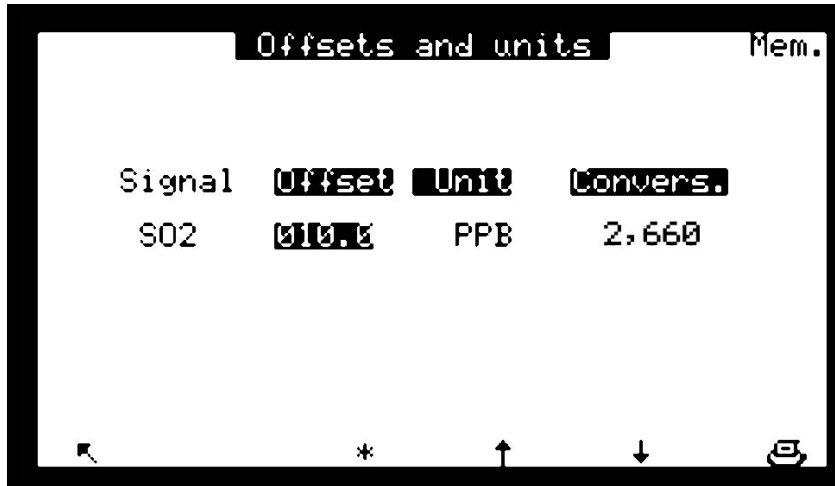 Offsets and units Mem.
Signal Offset Unit Convers.
SO2 010.0 PPB 2,660
*↑↓